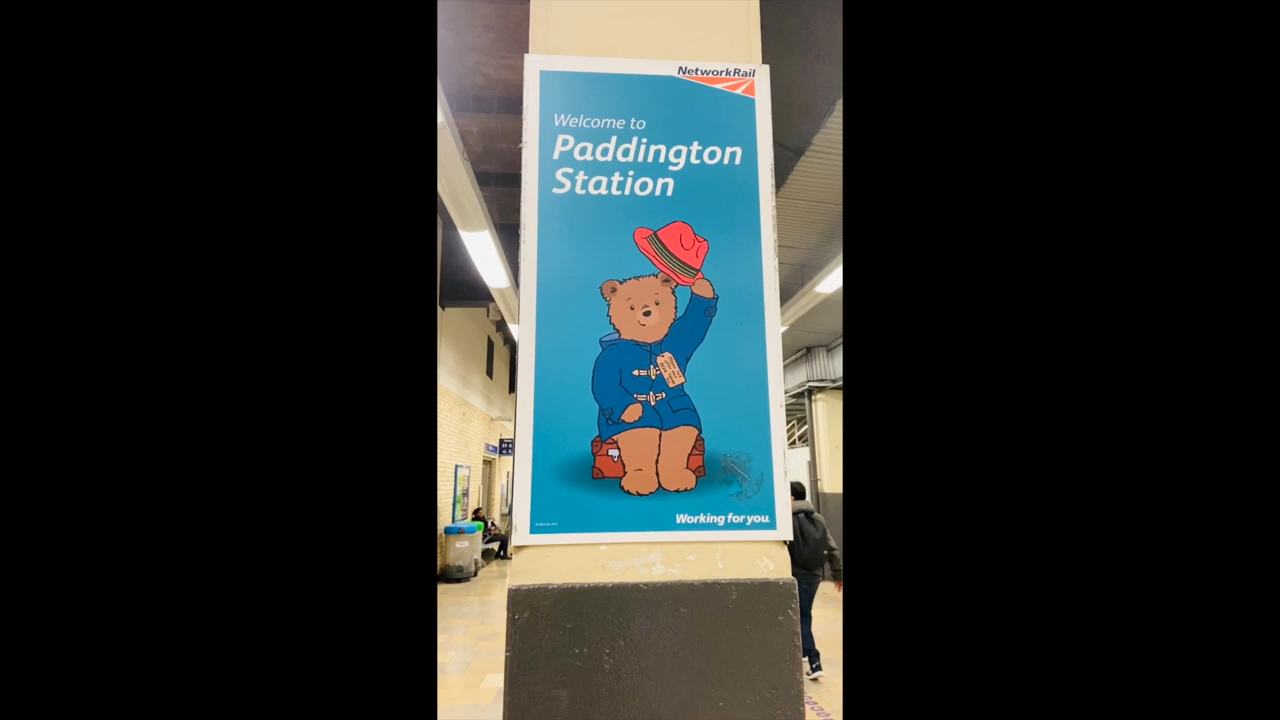 NetworkRail
Welcome to
Paddington
Station
Working for you.